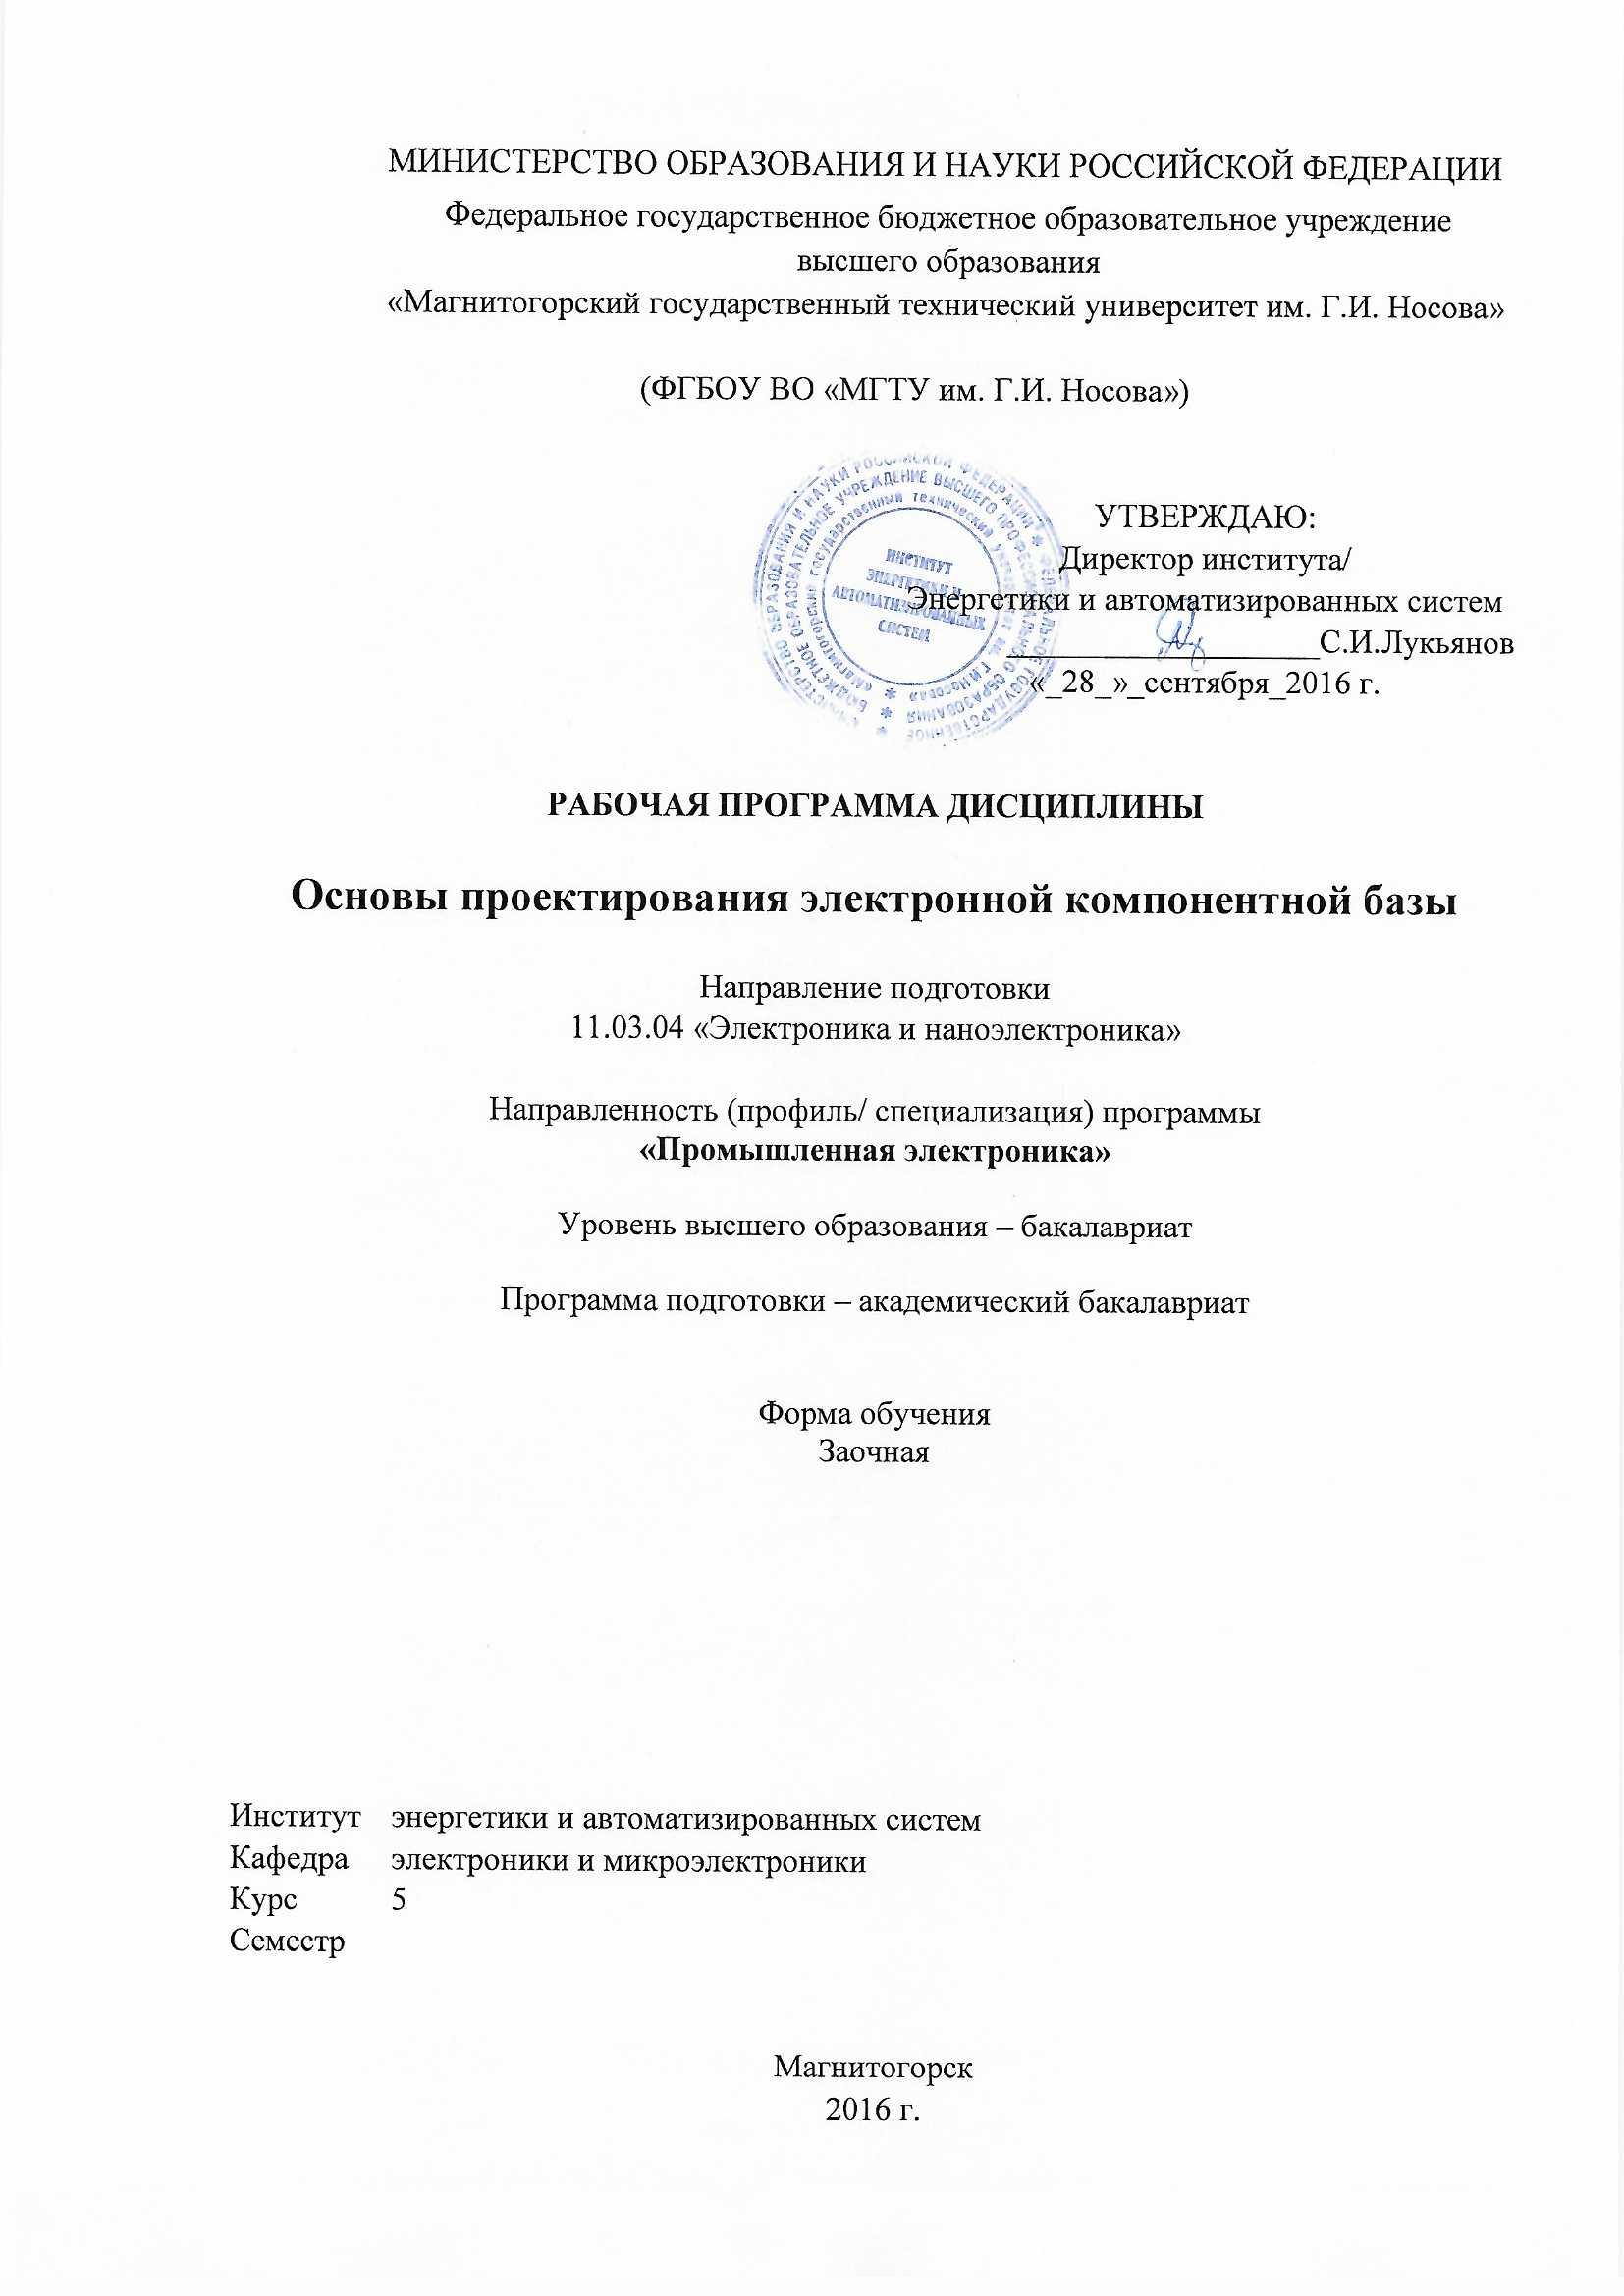 МИНИСТЕРСТВО ОБРАЗОВАНИЯ И НАУКИ РОССИЙСКОЙ ФЕДЕРАЦИИ
Федеральное государственное бюджетное образовательное учреждение
высшего образования
«Магнитогорский государственный технический университет им. Г.И. Носова»
(ФГБОУ ВО «МГТУ им. Г.И. Носова»)
ИНСТИТУТ
ЭНЕРГЕТИКИ И
АВТОМАТИЗИРОВАННЫХ
СИСТЕМ
УТВЕРЖДАЮ:
Директор института/
Энергетики и автоматизированных систем
___________________С.И.Лукьянов
«_28_»_сентября_2016 г.
РАБОЧАЯ ПРОГРАММА ДИСЦИПЛИНЫ
Основы проектирования электронной компонентной базы
Направление подготовки
11.03.04 «Электроника и наноэлектроника»
Направленность (профиль/ специализация) программы
«Промышленная электроника»
Уровень высшего образования – бакалавриат
Программа подготовки – академический бакалавриат
Форма обучения
Заочная
Институт энергетики и автоматизированных систем
Кафедра электроники и микроэлектроники
Курс 5
Семестр
Магнитогорск
2016 г.